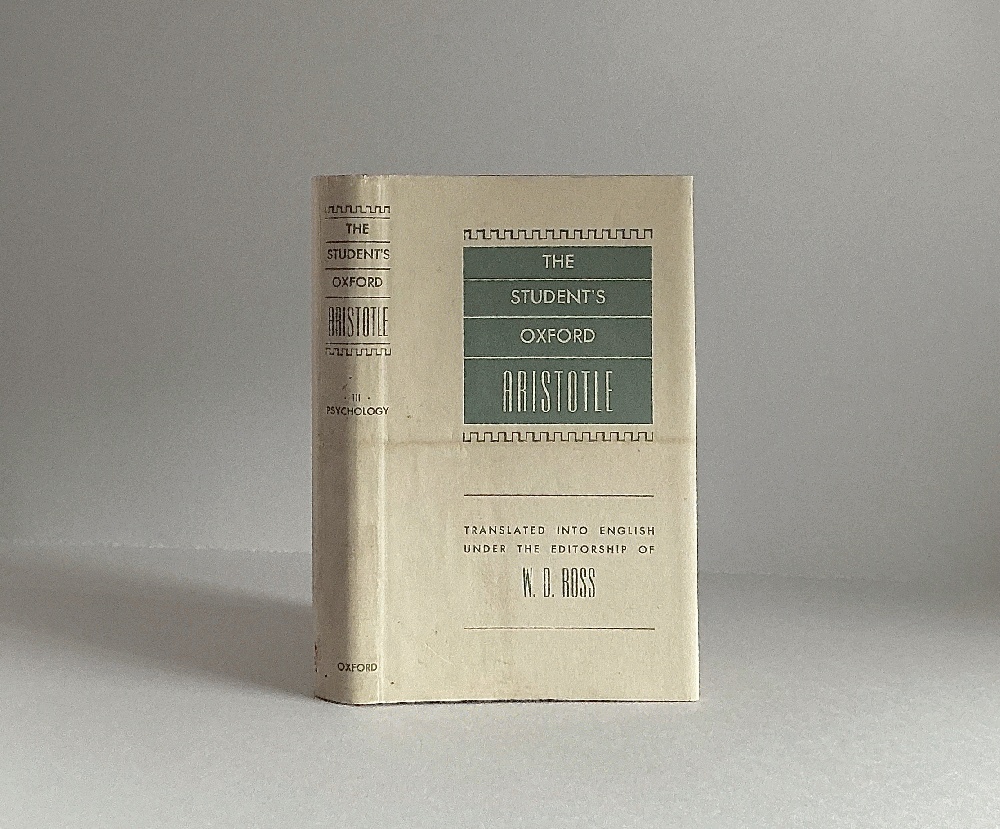 THE
STUDENT'S
OXFORD
ARISTOTLE
· III ·
PSYCHOLOGY
OXFORD
THE
STUDENT'S
OXFORD
ARISTOTLE
TRANSLATED INTO ENGLISH
UNDER THE EDITORSHIP OF
W. D. ROSS